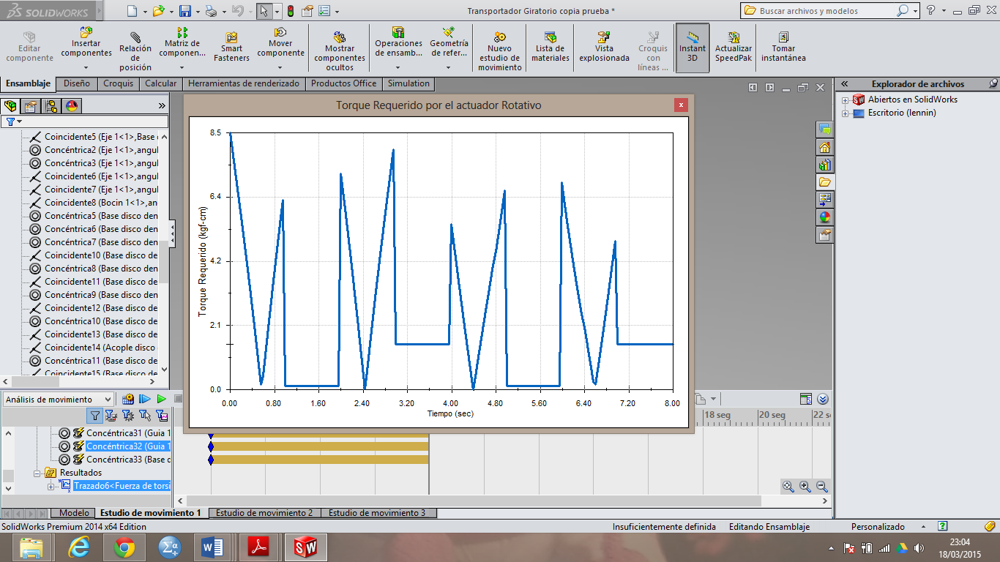 SOLIDWORKS
Transportador Giratorio copia prueba *
Buscar archivos y modelos
Editar componente
Insertar componentes
Relación de posición
Matriz de componen...
Smart Fasteners
Mover componente
Mostrar componentes ocultos
Operaciones de ensamb...
Geometría de refer...
Nuevo estudio de movimiento
Lista de materiales
Vista explosionada
Croquis con líneas ...
Instant 3D
Actualizar SpeedPak
Tomar instantánea
Ensamblaje
Diseño
Croquis
Calcular
Herramientas de renderizado
Productos Office
Simulation
Explorador de archivos
Abiertos en SolidWorks
Escritorio (lennin)
Coincidente5 (Eje 1<1>,Base
Concéntrica2 (Eje 1<1>,angul
Concéntrica3 (Eje 1<1>,angul
Coincidente6 (Eje 1<1>,angul
Coincidente7 (Eje 1<1>,angul
Coincidente8 (Bocin 1<1>,an
Concéntrica5 (Base disco den
Concéntrica6 (Base disco den
Concéntrica7 (Base disco den
Coincidente10 (Base disco de
Concéntrica8 (Base disco den
Coincidente11 (Base disco de
Concéntrica9 (Base disco den
Coincidente12 (Base disco de
Concéntrica10 (Base disco de
Coincidente13 (Base disco de
Coincidente14 (Acople disco
Concéntrica11 (Base disco de
Coincidente15 (Base disco de
Torque Requerido por el actuador Rotativo
x
Torque Requerido (kgf-cm)
8.5
6.4
4.2
2.1
0.0
0.00 0.80 1.60 2.40 3.20 4.00 4.80 5.60 6.40 7.20 8.00
Tiempo (sec)
Análisis de movimiento
18 seg 20 seg 22 s
Concéntrica31 (Guia 1
Concéntrica32 (Guia 1
Concéntrica33 (Base d
Resultados
Trazado6<Fuerza de torsi
Modelo
Estudio de movimiento 1
Estudio de movimiento 2
Estudio de movimiento 3
SolidWorks Premium 2014 x64 Edition
Insuficientemente definida
Editando Ensamblaje
Personalizado
23:04
18/03/2015